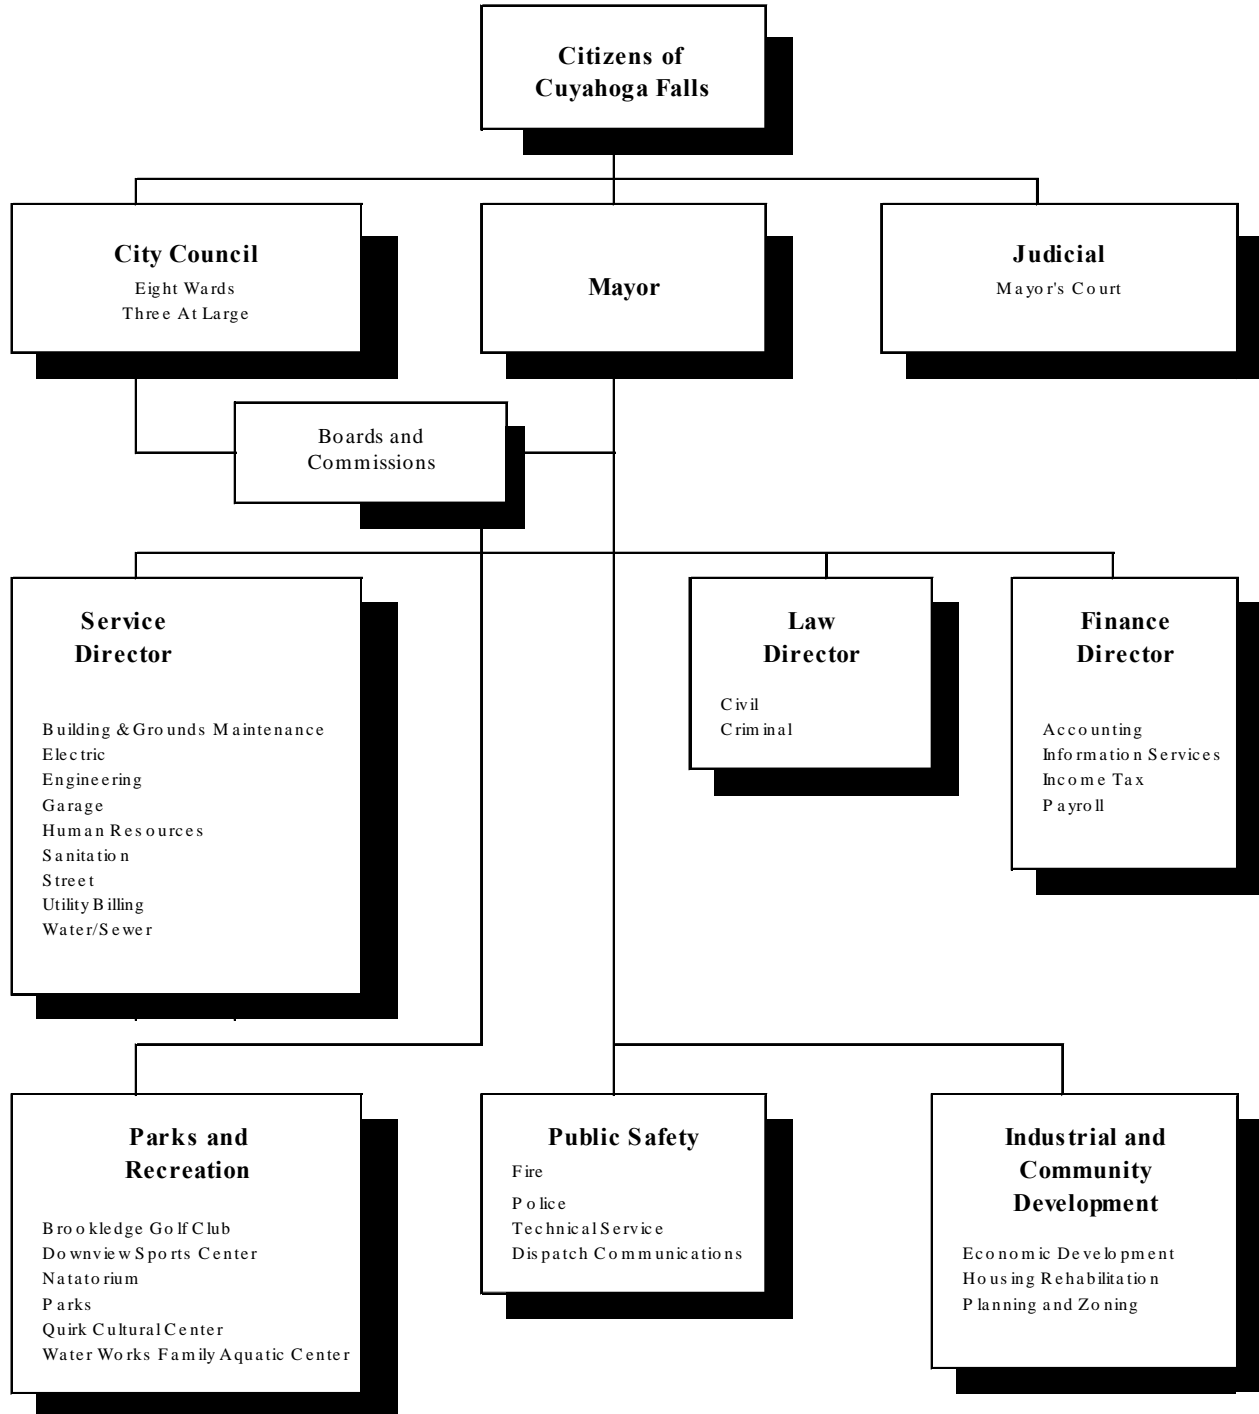 Citizens of
Cuyahoga Falls
City Council
Eight Wards
Three At Large
Mayor
Judicial
Mayor's Court
Boards and
Commissions
Service
Director
Building & Grounds Maintenance
Electric
Engineering
Garage
Human Resources
Sanitation
Street
Utility Billing
Water/Sewer
Law
Director
Civil
Criminal
Finance
Director
Accounting
Information Services
Income Tax
Payroll
Parks and
Recreation
Brookledge Golf Club
Downview Sports Center
Natatorium
Parks
Quirk Cultural Center
Water Works Family Aquatic Center
Public Safety
Fire
Police
Technical Service
Dispatch Communications
Industrial and
Community
Development
Economic Development
Housing Rehabilitation
Planning and Zoning